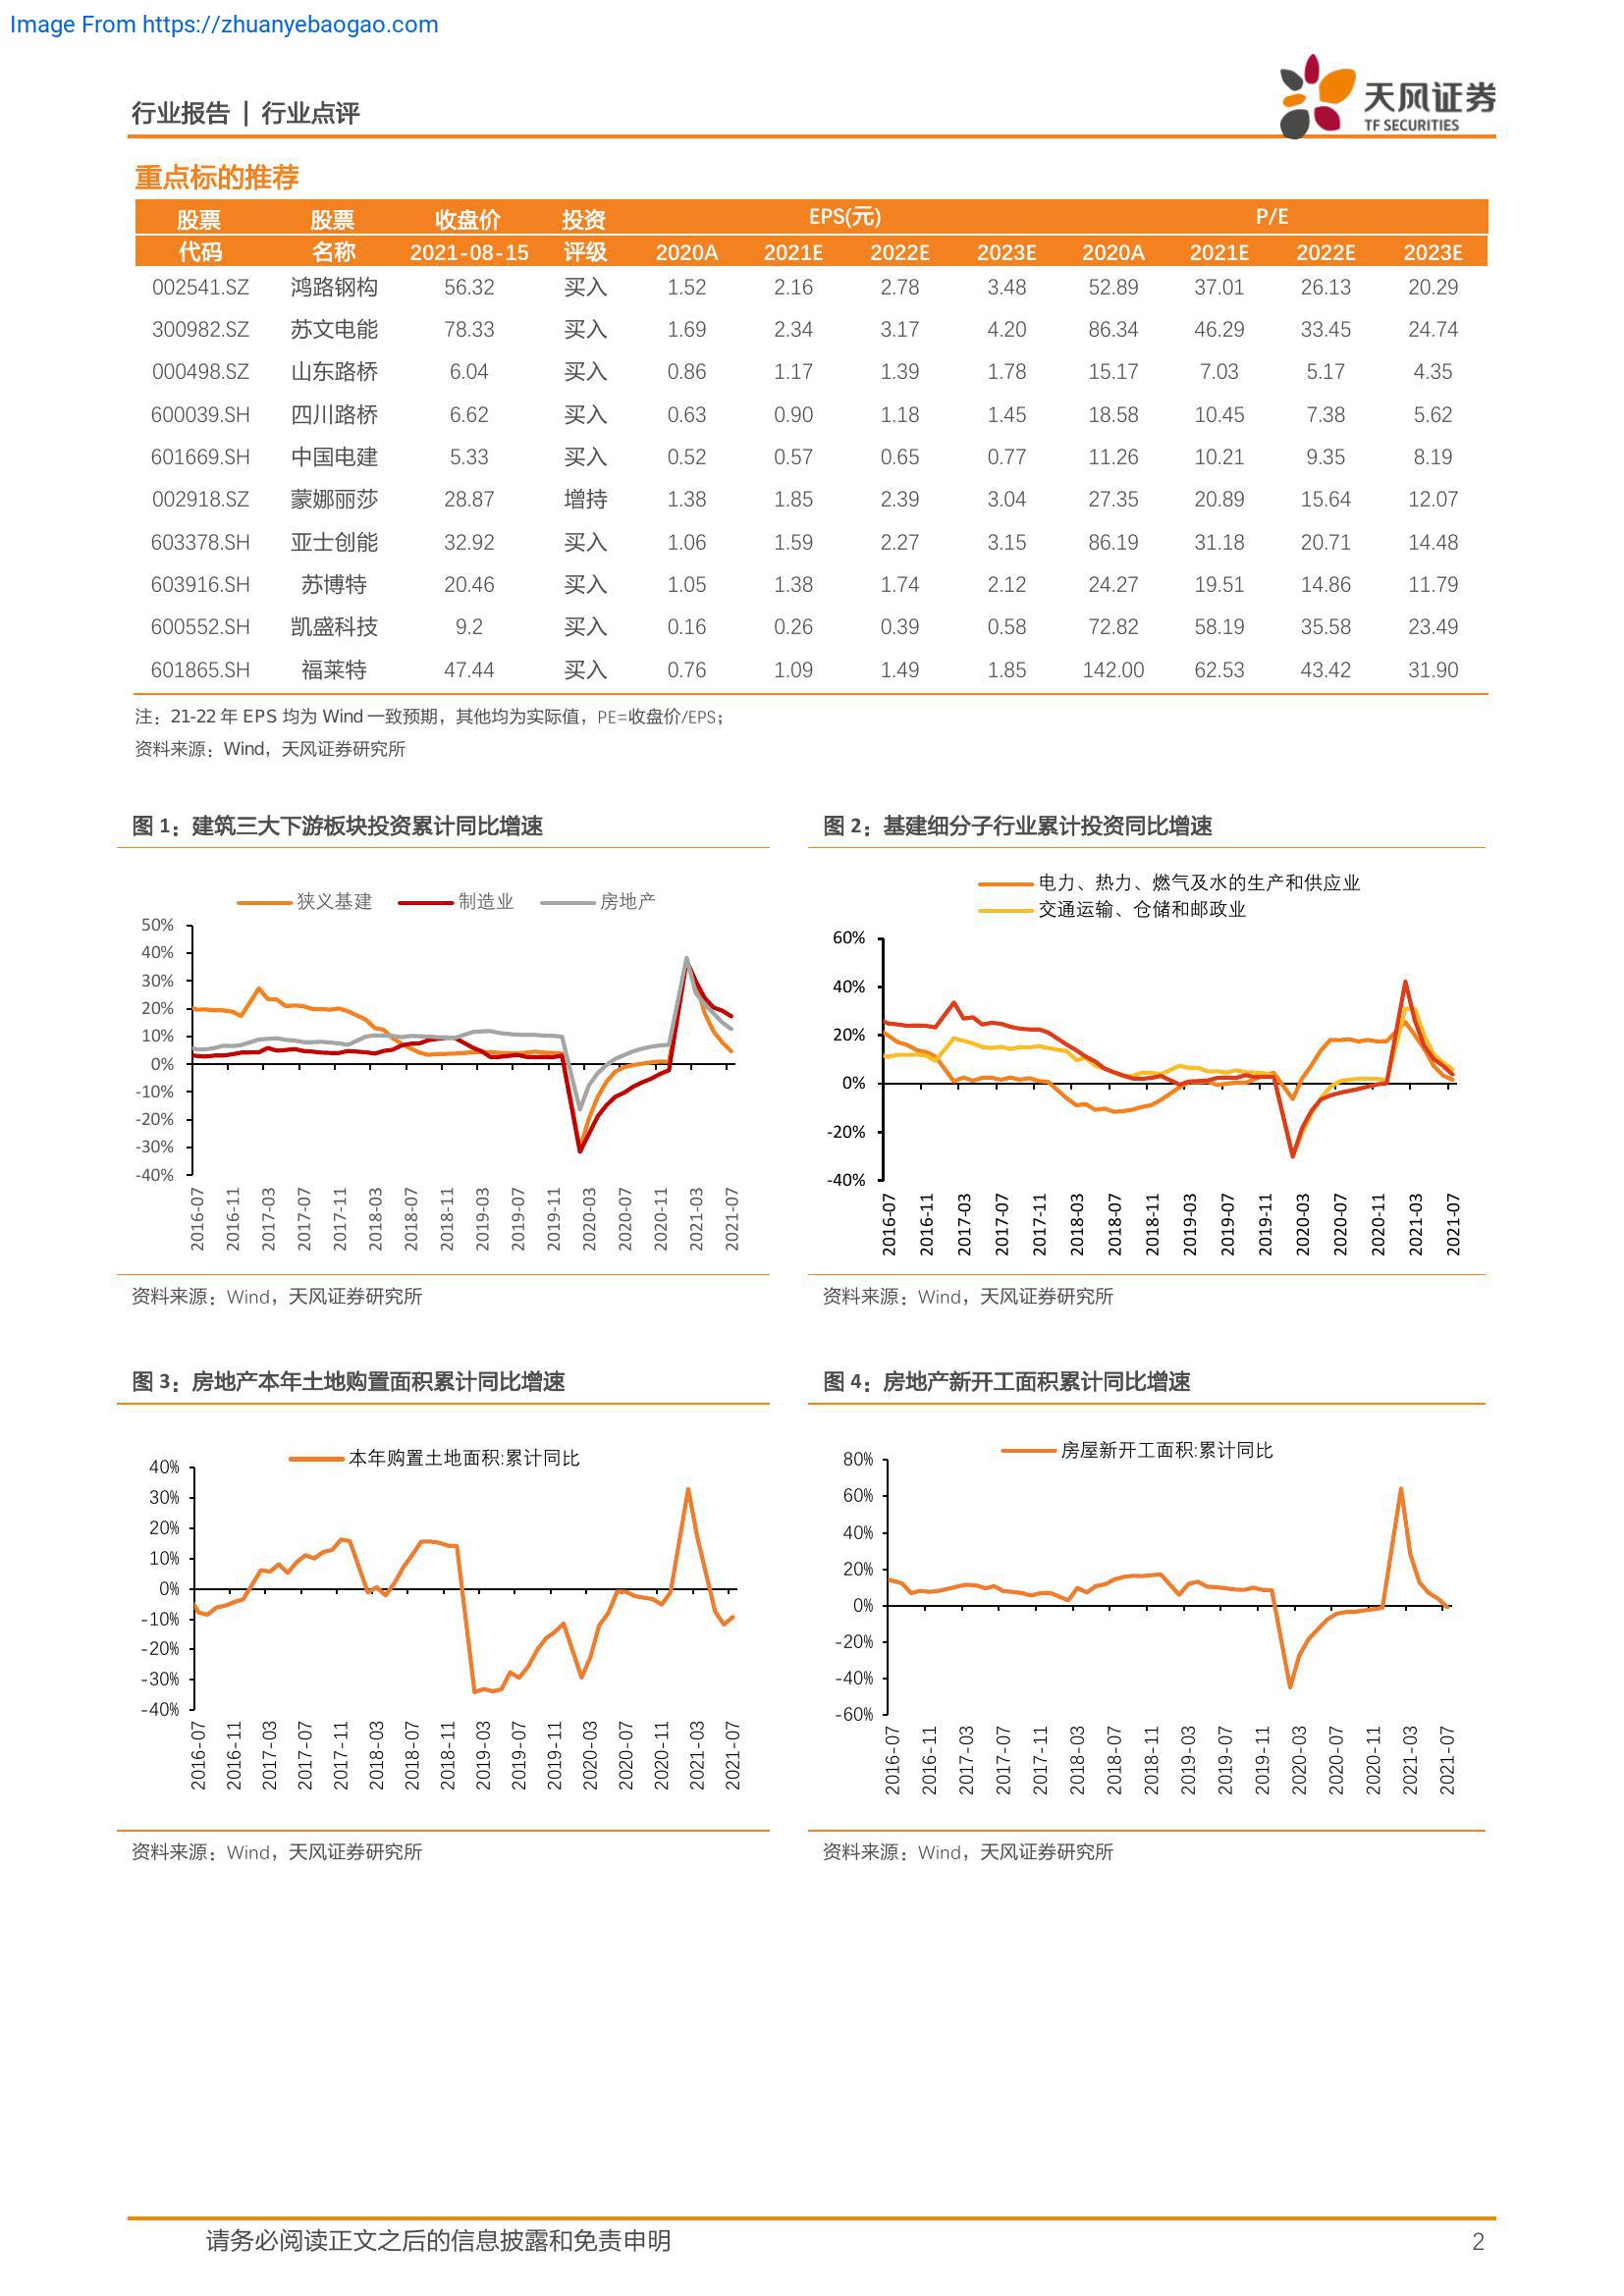 Image From https://zhuanyebaogao.com
行业报告 | 行业点评
天风证券
TF SECURITIES
重点标的推荐
股票 股票 收盘价 投资 EPS(元) P/E
代码 名称 2021-08-15 评级 2020A 2021E 2022E 2023E 2020A 2021E 2022E 2023E
002541.SZ 鸿路钢构 56.32 买入 1.52 2.16 2.78 3.48 52.89 37.01 26.13 20.29
300982.SZ 苏文电能 78.33 买入 1.69 2.34 3.17 4.20 86.34 46.29 33.45 24.74
000498.SZ 山东路桥 6.04 买入 0.86 1.17 1.39 1.78 15.17 7.03 5.17 4.35
600039.SH 四川路桥 6.62 买入 0.63 0.90 1.18 1.45 18.58 10.45 7.38 5.62
601669.SH 中国电建 5.33 买入 0.52 0.57 0.65 0.77 11.26 10.21 9.35 8.19
002918.SZ 蒙娜丽莎 28.87 增持 1.38 1.85 2.39 3.04 27.35 20.89 15.64 12.07
603378.SH 亚士创能 32.92 买入 1.06 1.59 2.27 3.15 86.19 31.18 20.71 14.48
603916.SH 苏博特 20.46 买入 1.05 1.38 1.74 2.12 24.27 19.51 14.86 11.79
600552.SH 凯盛科技 9.2 买入 0.16 0.26 0.39 0.58 72.82 58.19 35.58 23.49
601865.SH 福莱特 47.44 买入 0.76 1.09 1.49 1.85 142.00 62.53 43.42 31.90
注：21-22 年 EPS 均为 Wind 一致预期，其他均为实际值，PE=收盘价/EPS；
资料来源：Wind，天风证券研究所
图 1：建筑三大下游板块投资累计同比增速
狭义基建 制造业 房地产
50%
40%
30%
20%
10%
0%
-10%
-20%
-30%
-40%
2016-07 2016-11 2017-03 2017-07 2017-11 2018-03 2018-07 2018-11 2019-03 2019-07 2019-11 2020-03 2020-07 2020-11 2021-03 2021-07
资料来源：Wind，天风证券研究所
图 2：基建细分子行业累计投资同比增速
电力、热力、燃气及水的生产和供应业
交通运输、仓储和邮政业
60%
40%
20%
0%
-20%
-40%
2016-07 2016-11 2017-03 2017-07 2017-11 2018-03 2018-07 2018-11 2019-03 2019-07 2019-11 2020-03 2020-07 2020-11 2021-03 2021-07
资料来源：Wind，天风证券研究所
图 3：房地产本年土地购置面积累计同比增速
本年购置土地面积:累计同比
40%
30%
20%
10%
0%
-10%
-20%
-30%
-40%
2016-07 2016-11 2017-03 2017-07 2017-11 2018-03 2018-07 2018-11 2019-03 2019-07 2019-11 2020-03 2020-07 2020-11 2021-03 2021-07
资料来源：Wind，天风证券研究所
图 4：房地产新开工面积累计同比增速
房屋新开工面积:累计同比
80%
60%
40%
20%
0%
-20%
-40%
-60%
2016-07 2016-11 2017-03 2017-07 2017-11 2018-03 2018-07 2018-11 2019-03 2019-07 2019-11 2020-03 2020-07 2020-11 2021-03 2021-07
资料来源：Wind，天风证券研究所
请务必阅读正文之后的信息披露和免责申明 2